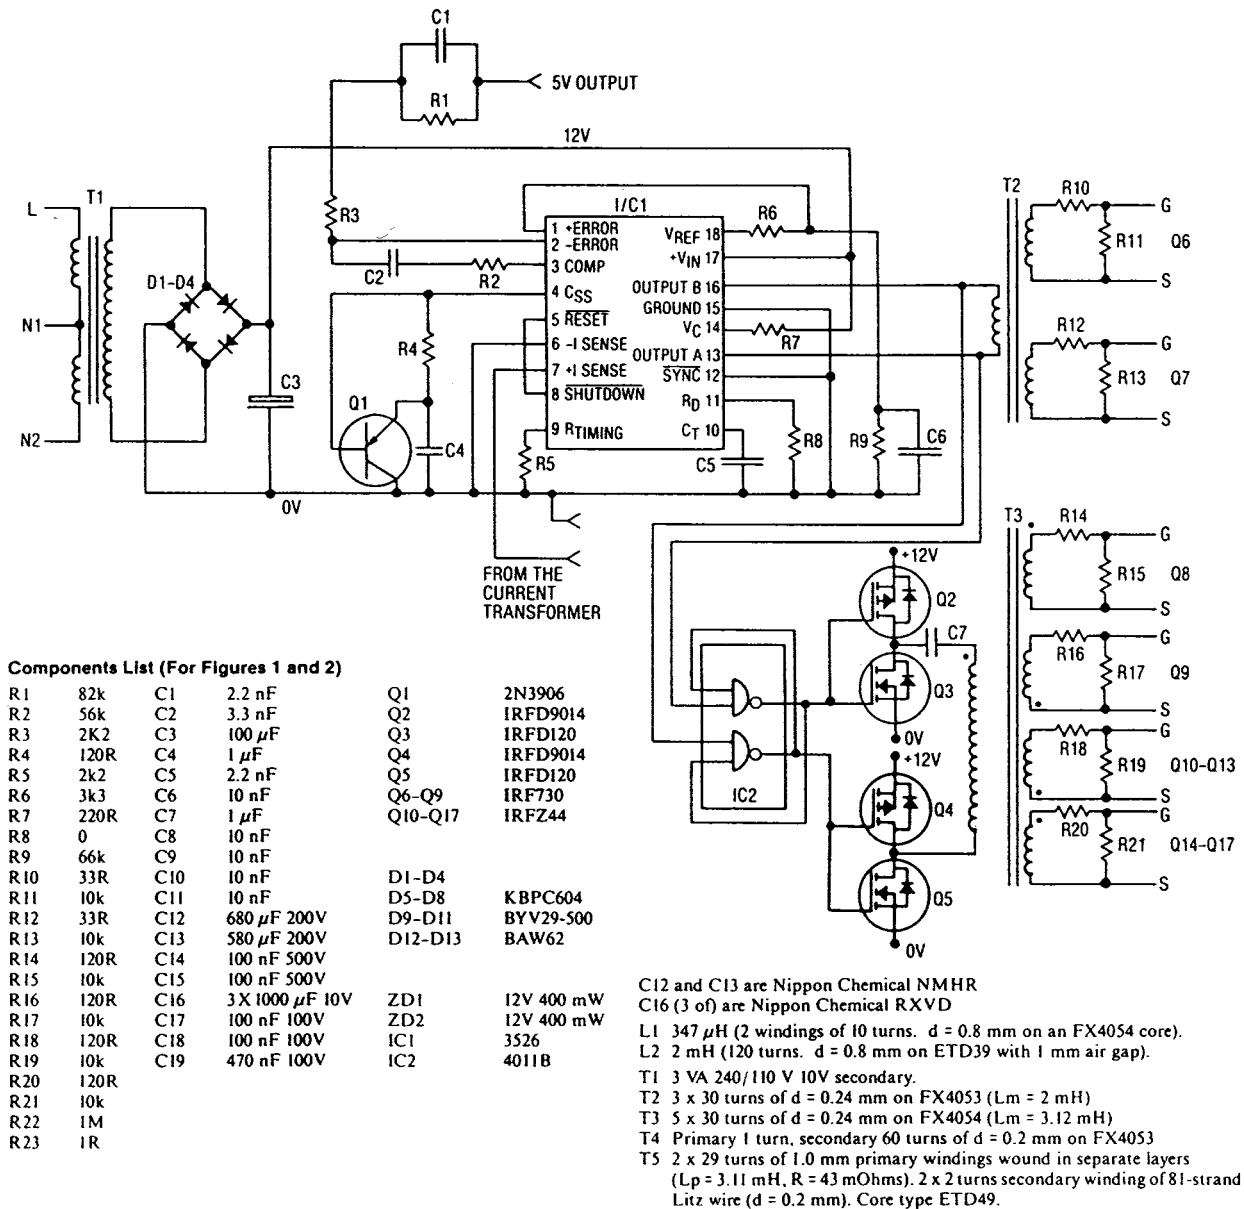 C1
5V OUTPUT
R1
12V
T1
L
N1
N2
D1-D4
C3
0V
R3
C2
R2
R4
Q1
C4
I/C1
1 +ERROR
2 -ERROR
3 COMP
4 CSS
5 RESET
6 -I SENSE
7 +I SENSE
8 SHUTDOWN
9 RTIMING
VREF 18
+VIN 17
OUTPUT B 16
GROUND 15
VC 14
OUTPUT A 13
SYNC 12
RD 11
CT 10
R5
R6
R7
C5
R8
R9
C6
T2
R10
G
R11 Q6
S
R12
G
R13 Q7
S
FROM THE
CURRENT
TRANSFORMER
T3
R14
G
R15 Q8
S
R16
G
R17 Q9
S
R18
G
R19 Q10-Q13
S
R20
G
R21 Q14-Q17
S
+12V
Q2
C7
Q3
0V
+12V
Q4
Q5
0V
IC2
Components List (For Figures 1 and 2)
R1 82k C1 2.2 nF Q1 2N3906
R2 56k C2 3.3 nF Q2 IRFD9014
R3 2K2 C3 100 μF Q3 IRFD120
R4 120R C4 1 μF Q4 IRFD9014
R5 2k2 C5 2.2 nF Q5 IRFD120
R6 3k3 C6 10 nF Q6-Q9 IRF730
R7 220R C7 1 μF Q10-Q17 IRFZ44
R8 0 C8 10 nF
R9 66k C9 10 nF
R10 33R C10 10 nF D1-D4
R11 10k C11 10 nF D5-D8 KBPC604
R12 33R C12 680 μF 200V D9-D11 BYV29-500
R13 10k C13 580 μF 200V D12-D13 BAW62
R14 120R C14 100 nF 500V
R15 10k C15 100 nF 500V
R16 120R C16 3 X 1000 μF 10V ZD1 12V 400 mW
R17 10k C17 100 nF 100V ZD2 12V 400 mW
R18 120R C18 100 nF 100V IC1 3526
R19 10k C19 470 nF 100V IC2 4011B
R20 120R
R21 10k
R22 1M
R23 1R
C12 and C13 are Nippon Chemical NMHR
C16 (3 of) are Nippon Chemical RXVD
L1 347 μH (2 windings of 10 turns. d = 0.8 mm on an FX4054 core).
L2 2 mH (120 turns. d = 0.8 mm on ETD39 with 1 mm air gap).
T1 3 VA 240/110 V 10V secondary.
T2 3 x 30 turns of d = 0.24 mm on FX4053 (Lm = 2 mH)
T3 5 x 30 turns of d = 0.24 mm on FX4054 (Lm = 3.12 mH)
T4 Primary 1 turn, secondary 60 turns of d = 0.2 mm on FX4053
T5 2 x 29 turns of 1.0 mm primary windings wound in separate layers
(Lp = 3.11 mH, R = 43 mOhms). 2 x 2 turns secondary winding of 81-strand
Litz wire (d = 0.2 mm). Core type ETD49.